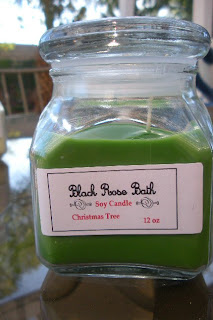 Black Rose Bath
Soy Candle
Christmas Tree 12 oz